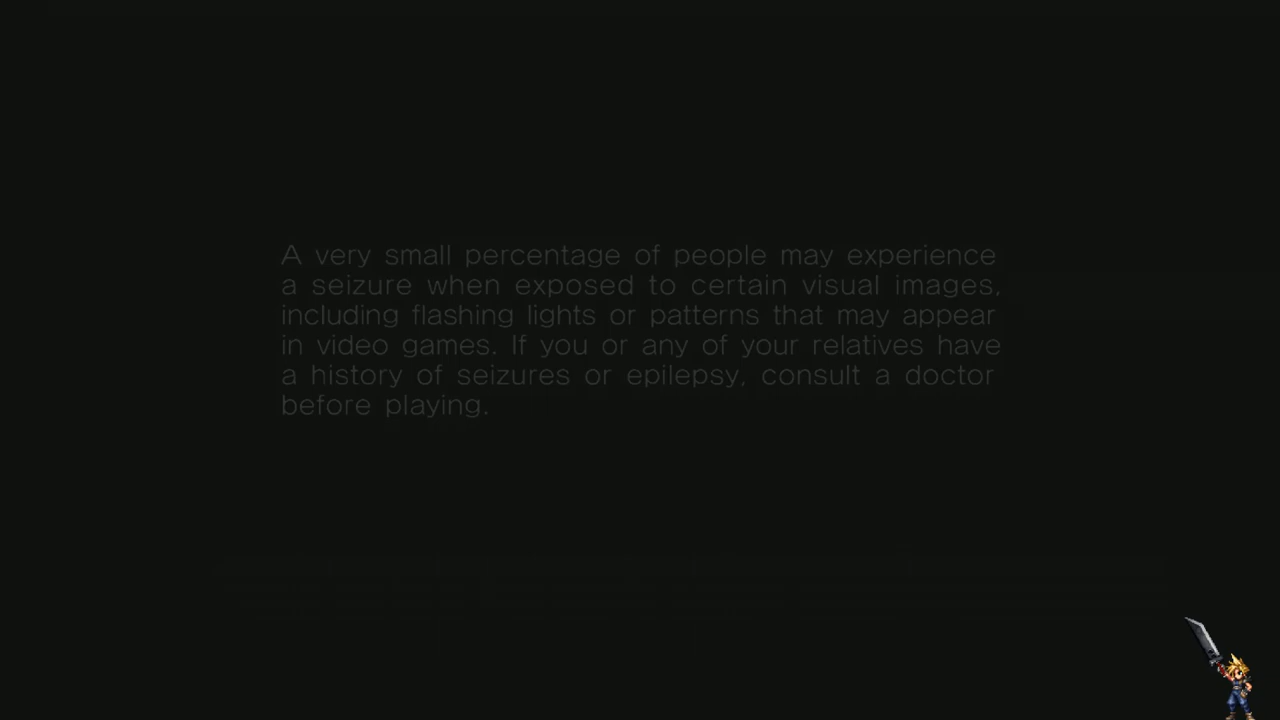 A very small percentage of people may experience
a seizure when exposed to certain visual images,
including flashing lights or patterns that may appear
in video games. If you or any of your relatives have
a history of seizures or epilepsy, consult a doctor
before playing.